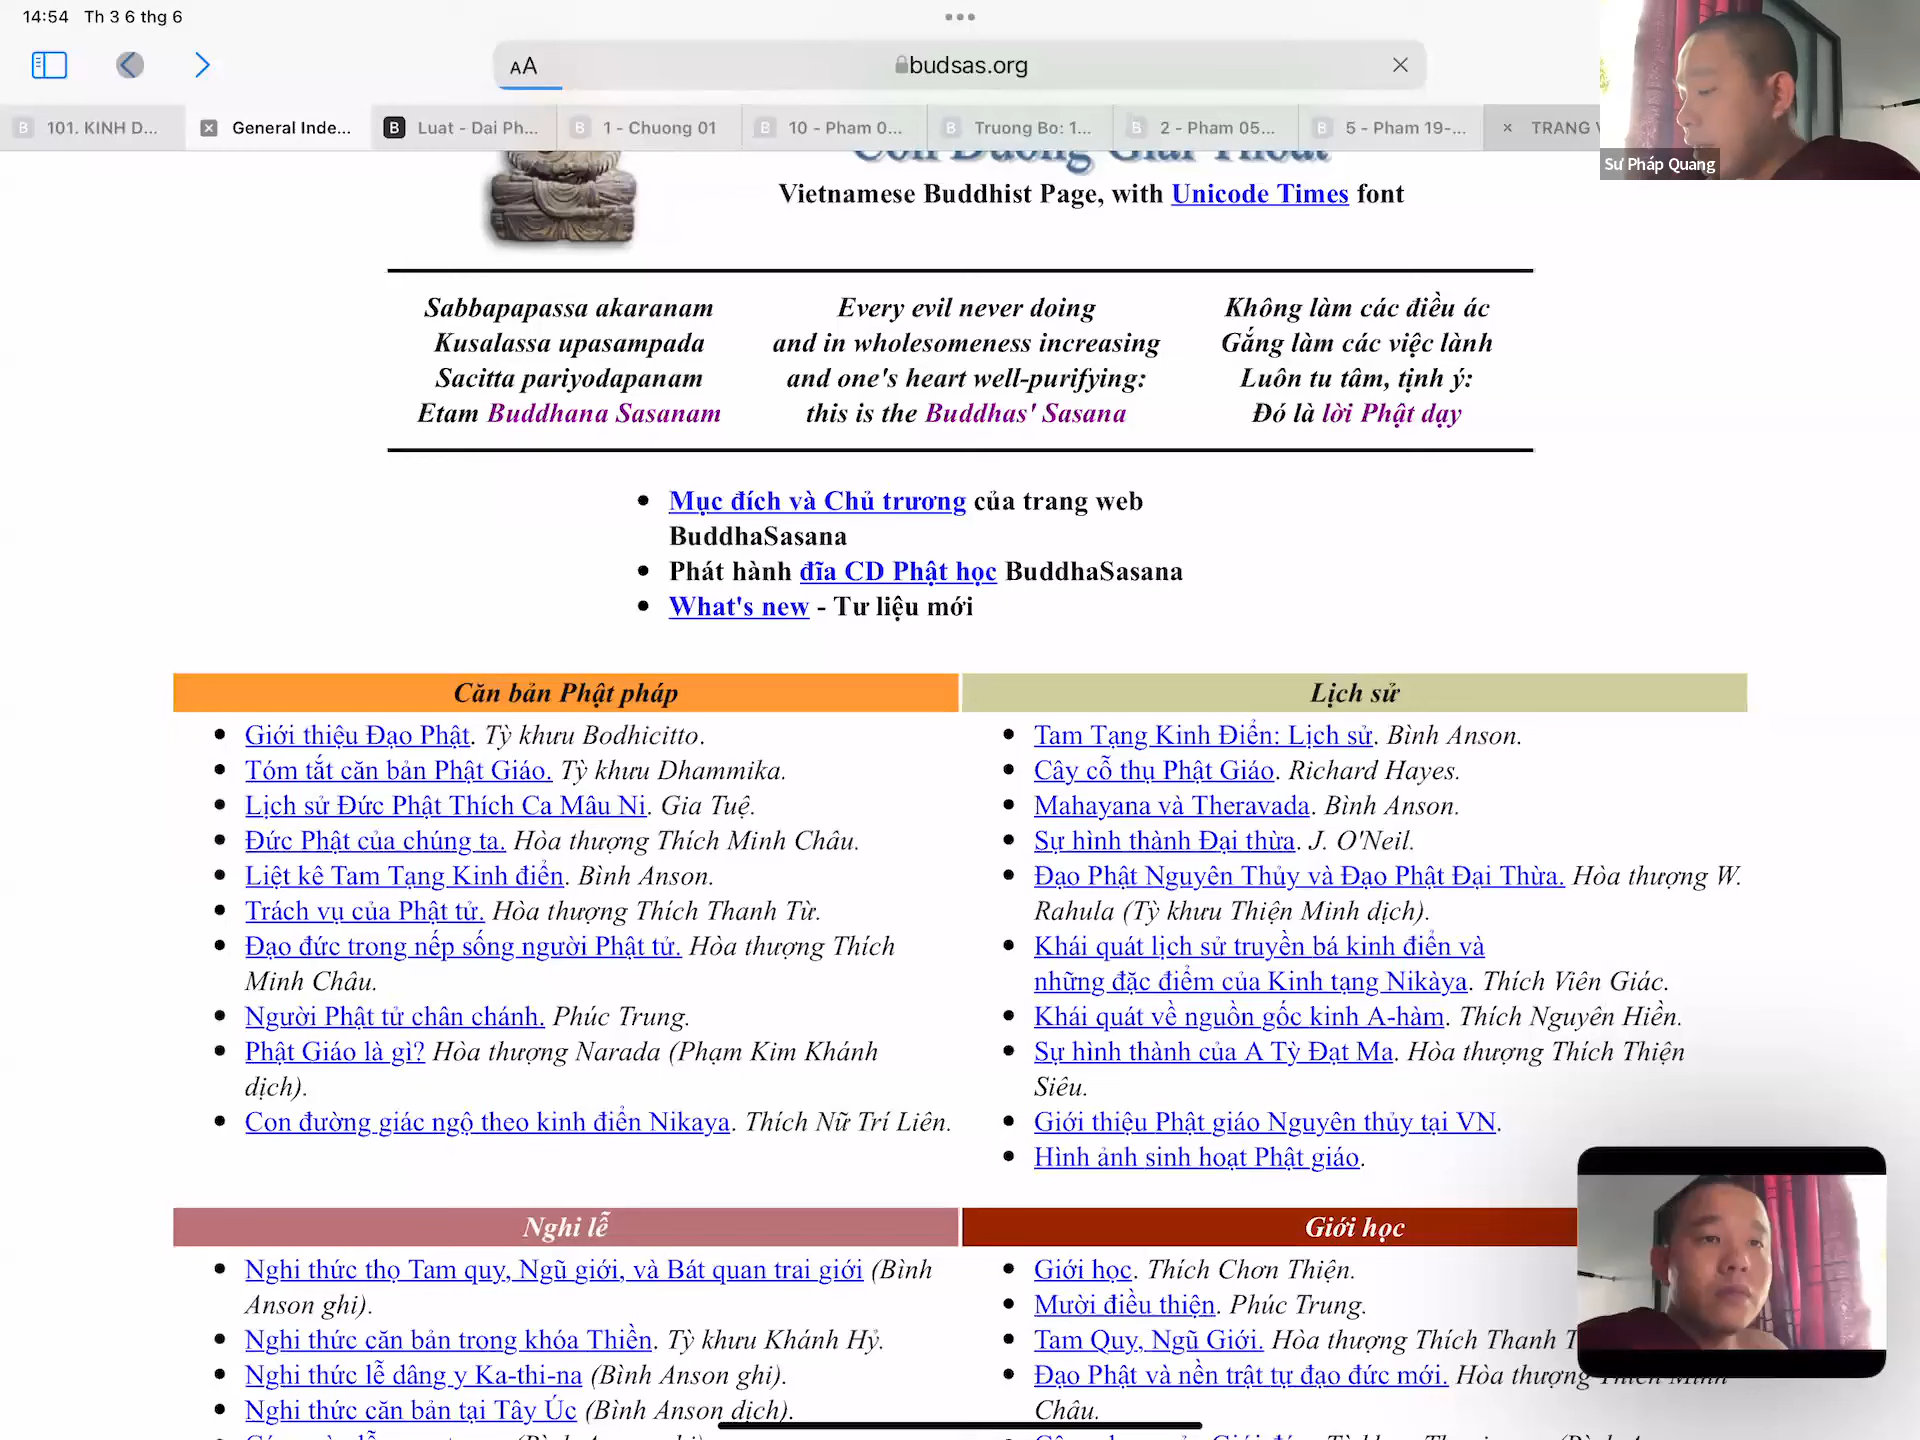 14:54 Th 3 6 thg 6
AA budsas.org
101. KINH D... General Inde... Luat - Dai Ph... 1 - Chuong 01 10 - Pham 0... Truong Bo: 1... 2 - Pham 05... 5 - Pham 19-... TRANG
Sư Pháp Quang
Con Đường Giải Thoát
Vietnamese Buddhist Page, with Unicode Times font
Sabbapapassa akaranam
Kusalassa upasampada
Sacitta pariyodapanam
Etam Buddhana Sasanam
Every evil never doing
and in wholesomeness increasing
and one's heart well-purifying:
this is the Buddhas' Sasana
Không làm các điều ác
Gắng làm các việc lành
Luôn tu tâm, tịnh ý:
Đó là lời Phật dạy
Mục đích và Chủ trương của trang web
BuddhaSasana
Phát hành đĩa CD Phật học BuddhaSasana
What's new - Tư liệu mới
Căn bản Phật pháp
Giới thiệu Đạo Phật. Tỳ khưu Bodhicitto.
Tóm tắt căn bản Phật Giáo. Tỳ khưu Dhammika.
Lịch sử Đức Phật Thích Ca Mâu Ni. Gia Tuệ.
Đức Phật của chúng ta. Hòa thượng Thích Minh Châu.
Liệt kê Tam Tạng Kinh điển. Bình Anson.
Trách vụ của Phật tử. Hòa thượng Thích Thanh Từ.
Đạo đức trong nếp sống người Phật tử. Hòa thượng Thích
Minh Châu.
Người Phật tử chân chánh. Phúc Trung.
Phật Giáo là gì? Hòa thượng Narada (Phạm Kim Khánh
dịch).
Con đường giác ngộ theo kinh điển Nikaya. Thích Nữ Trí Liên.
Lịch sử
Tam Tạng Kinh Điển: Lịch sử. Bình Anson.
Cây cỗ thụ Phật Giáo. Richard Hayes.
Mahayana và Theravada. Bình Anson.
Sự hình thành Đại thừa. J. O'Neil.
Đạo Phật Nguyên Thủy và Đạo Phật Đại Thừa. Hòa thượng W.
Rahula (Tỳ khưu Thiện Minh dịch).
Khái quát lịch sử truyền bá kinh điển và
những đặc điểm của Kinh tạng Nikàya. Thích Viên Giác.
Khái quát về nguồn gốc kinh A-hàm. Thích Nguyên Hiền.
Sự hình thành của A Tỳ Đạt Ma. Hòa thượng Thích Thiện
Siêu.
Giới thiệu Phật giáo Nguyên thủy tại VN.
Hình ảnh sinh hoạt Phật giáo.
Nghi lễ
Nghi thức thọ Tam quy, Ngũ giới, và Bát quan trai giới (Bình
Anson ghi).
Nghi thức căn bản trong khóa Thiền. Tỳ khưu Khánh Hỷ.
Nghi thức lễ dâng y Ka-thi-na (Bình Anson ghi).
Nghi thức căn bản tại Tây Úc (Bình Anson dịch).
Giới học
Giới học. Thích Chơn Thiện.
Mười điều thiện. Phúc Trung.
Tam Quy, Ngũ Giới. Hòa thượng Thích Thanh T
Đạo Phật và nền trật tự đạo đức mới. Hòa thượng Thích Minh
Châu.